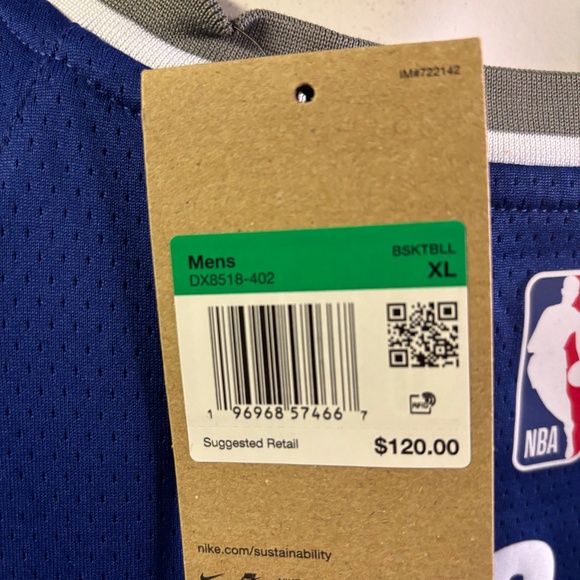 IM#722142
Mens BSKTBLL
DX8518-402 XL
RFID
1 96968 57466 7
Suggested Retail $120.00
NBA
nike.com/sustainability